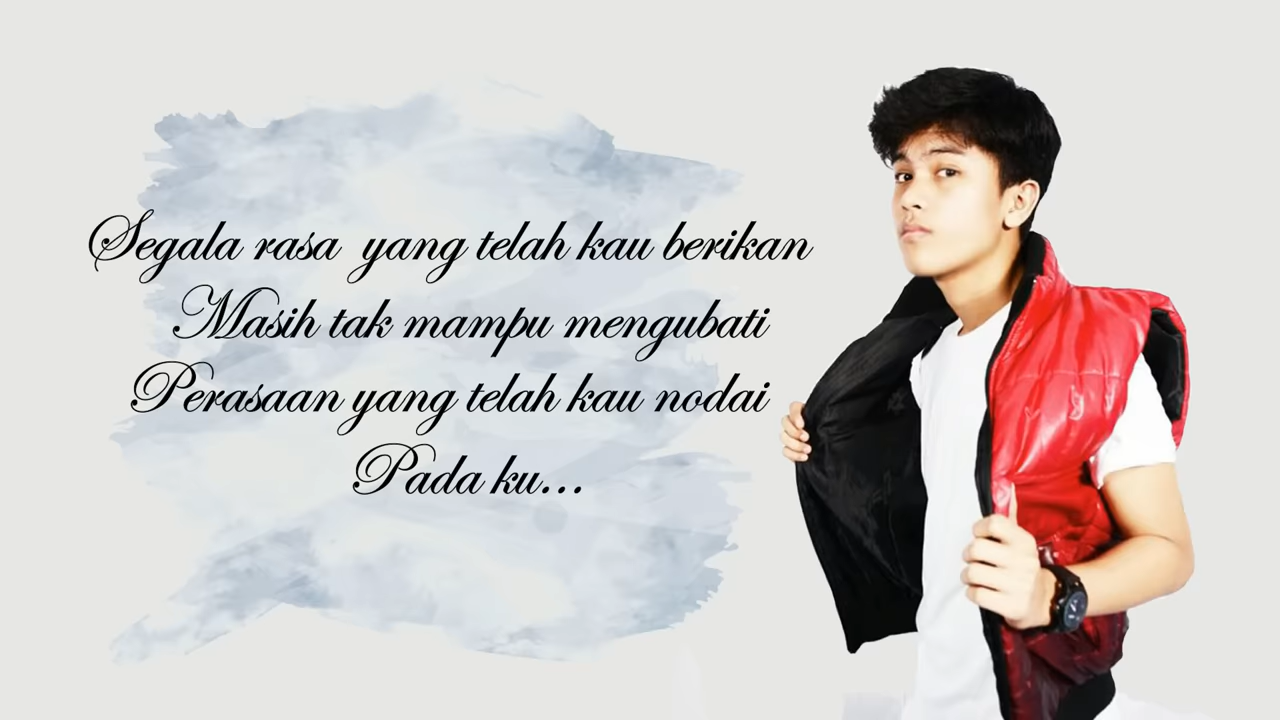 Segala rasa yang telah kau berikan
Masih tak mampu mengubati
Perasaan yang telah kau nodai
Pada ku...